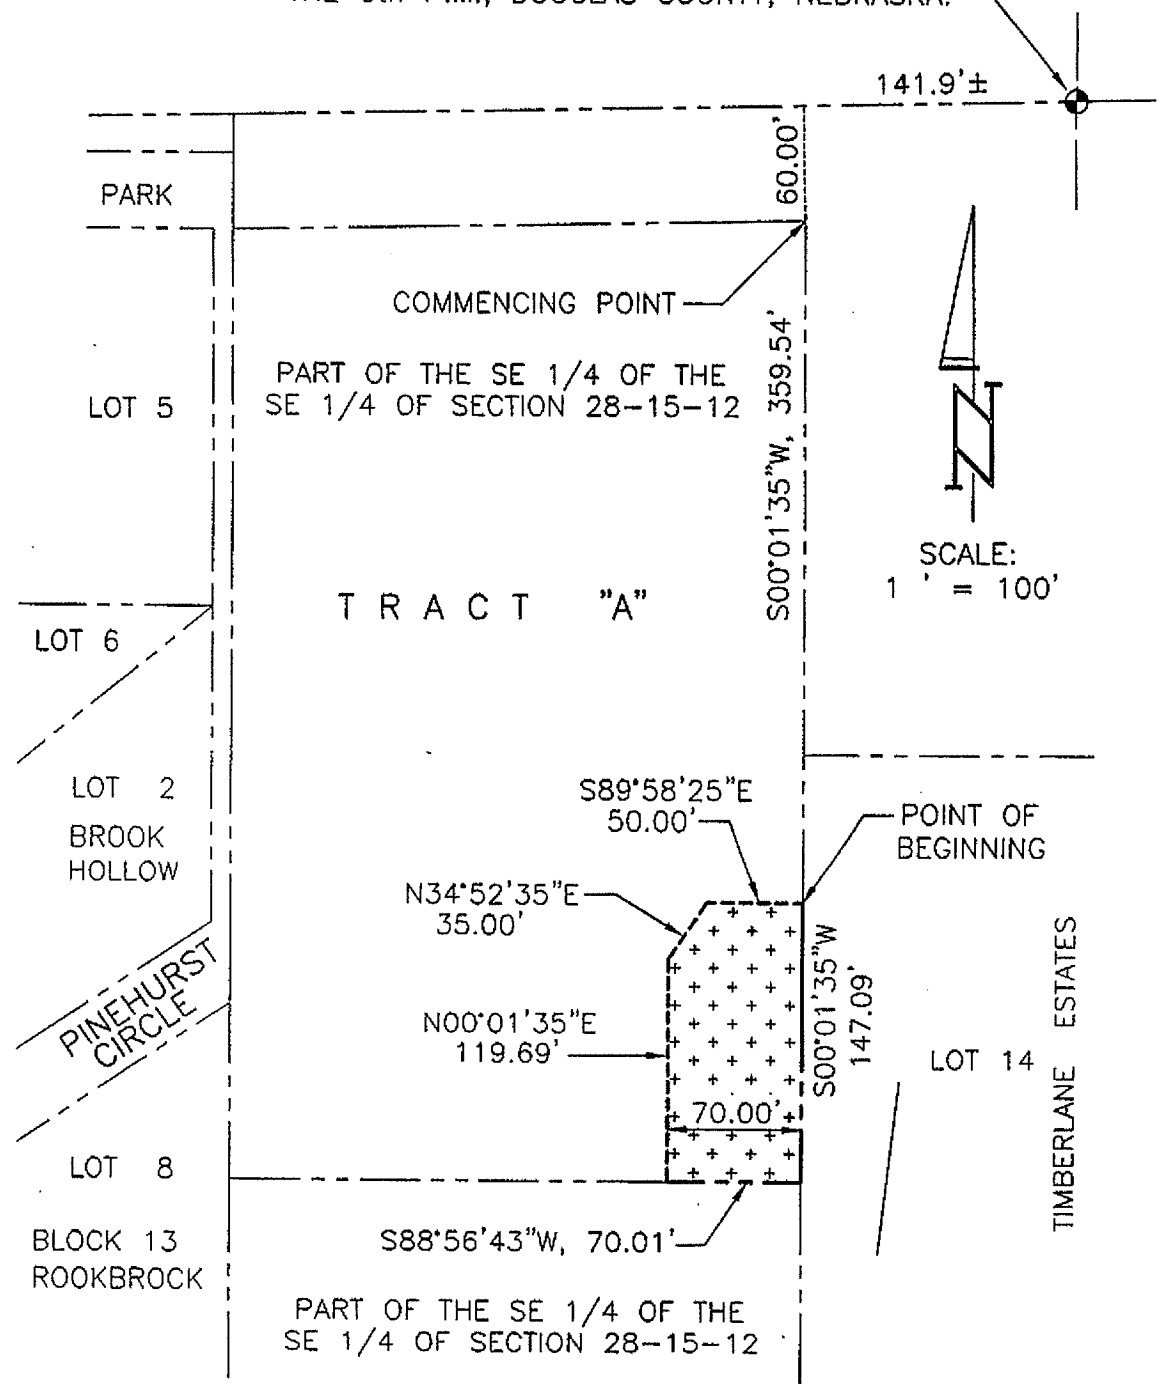 DOUGLAS COUNTY, NEBRASKA.
141.9'±
60.00'
PARK
COMMENCING POINT
PART OF THE SE 1/4 OF THE
SE 1/4 OF SECTION 28-15-12
LOT 5
S00°01'35"W, 359.54'
SCALE:
1 ' = 100'
T R A C T "A"
LOT 6
LOT 2
BROOK
HOLLOW
S89°58'25"E
50.00'
POINT OF
BEGINNING
N34°52'35"E
35.00'
PINEHURST
CIRCLE
N00°01'35"E
119.69'
S00°01'35"W
147.09'
LOT 14
TIMBERLANE ESTATES
70.00'
LOT 8
S88°56'43"W, 70.01'
BLOCK 13
ROOKBROCK
PART OF THE SE 1/4 OF THE
SE 1/4 OF SECTION 28-15-12